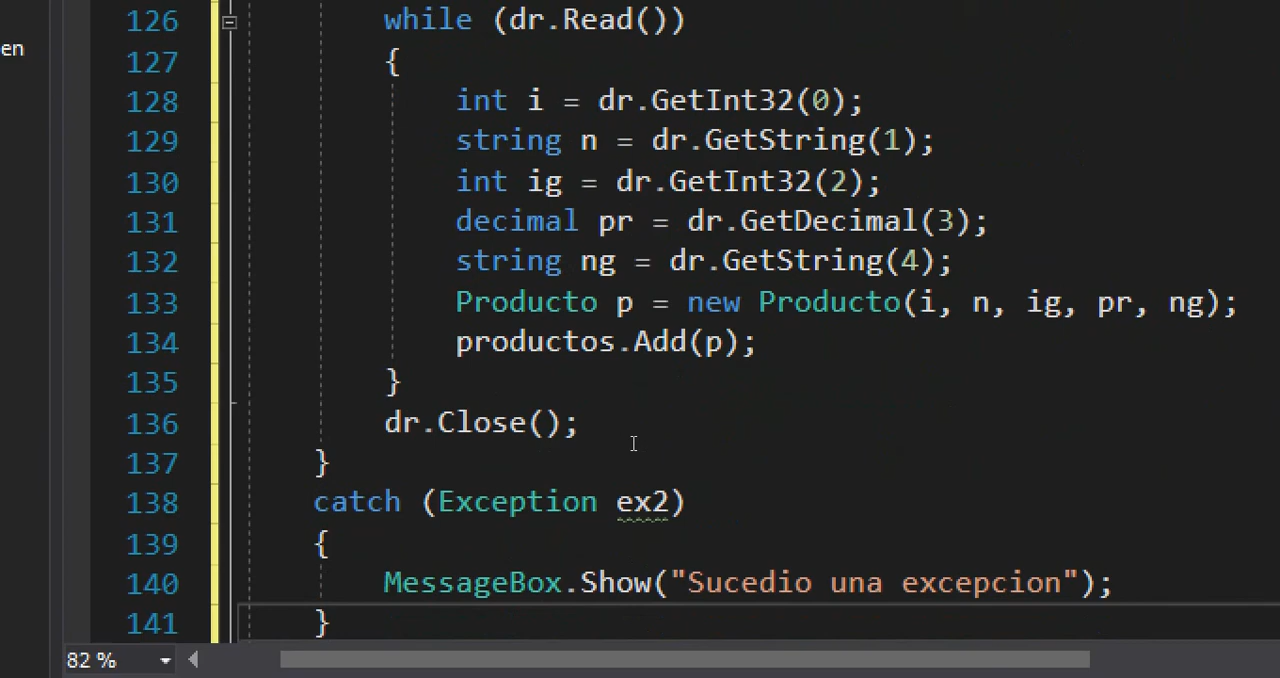 en
126 while (dr.Read())
127 {
128 int i = dr.GetInt32(0);
129 string n = dr.GetString(1);
130 int ig = dr.GetInt32(2);
131 decimal pr = dr.GetDecimal(3);
132 string ng = dr.GetString(4);
133 Producto p = new Producto(i, n, ig, pr, ng);
134 productos.Add(p);
135 }
136 dr.Close();
137 }
138 catch (Exception ex2)
139 {
140 MessageBox.Show("Sucedio una excepcion");
141 }
82 %